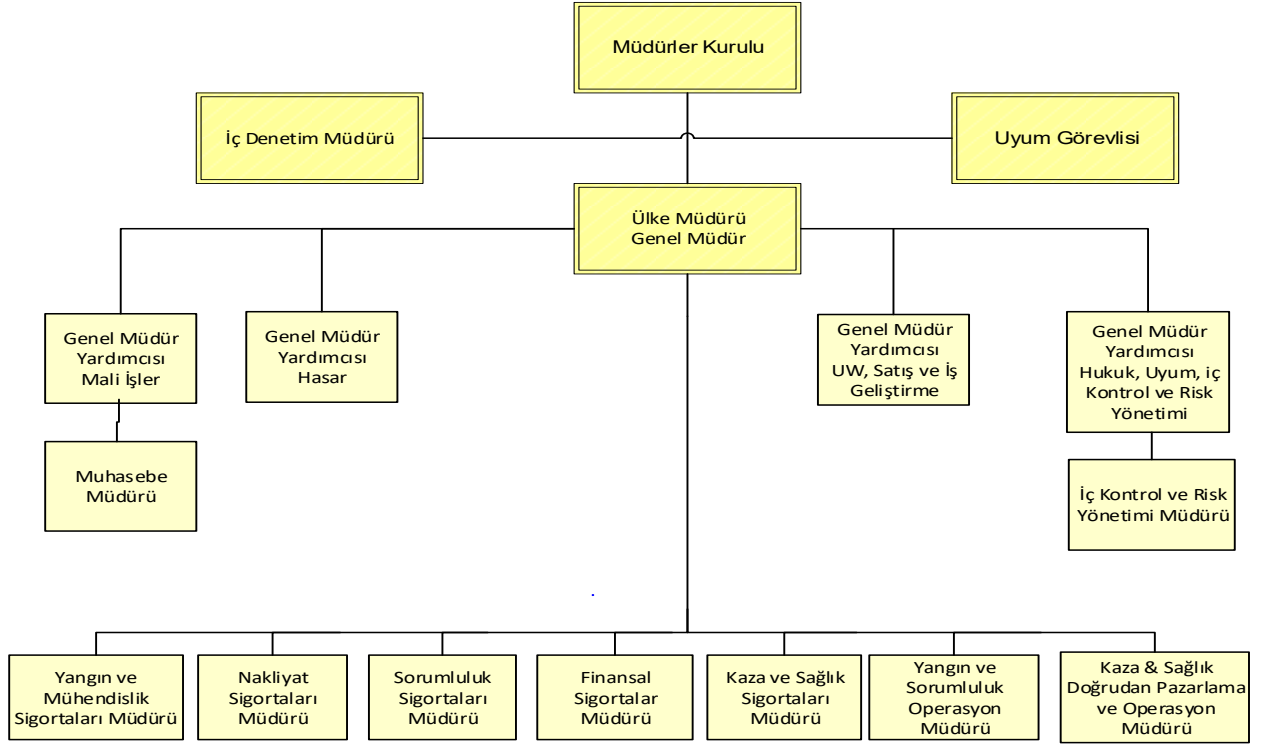 Müdürler Kurulu
İç Denetim Müdürü
Uyum Görevlisi
Ülke Müdürü
Genel Müdür
Genel Müdür
Yardımcısı
Mali İşler
Genel Müdür
Yardımcısı
Hasar
Genel Müdür
Yardımcısı
UW, Satış ve İş
Geliştirme
Genel Müdür
Yardımcısı
Hukuk, Uyum, iç
Kontrol ve Risk
Yönetimi
Muhasebe
Müdürü
İç Kontrol ve Risk
Yönetimi Müdürü
Yangın ve
Mühendislik
Sigortaları Müdürü
Nakliyat
Sigortaları
Müdürü
Sorumluluk
Sigortaları
Müdürü
Finansal
Sigortalar
Müdürü
Kaza ve Sağlık
Sigortaları
Müdürü
Yangın ve
Sorumluluk
Operasyon
Müdürü
Kaza & Sağlık
Doğrudan Pazarlama
ve Operasyon
Müdürü